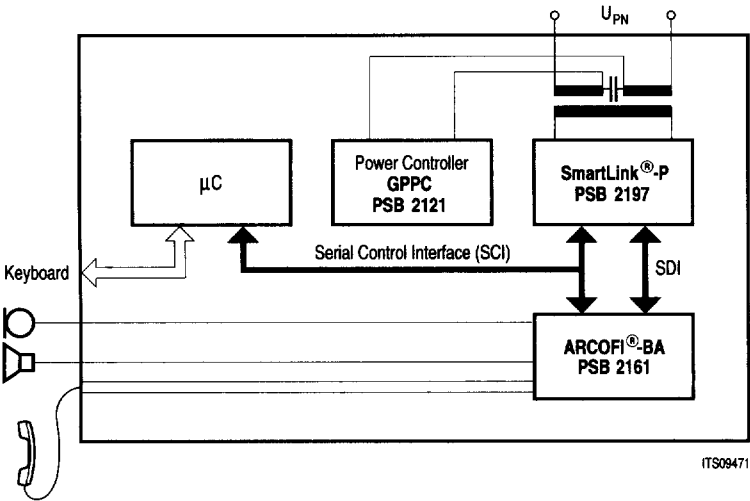 U_PN
μC
Power Controller
GPPC
PSB 2121
SmartLink®-P
PSB 2197
Serial Control Interface (SCI)
SDI
Keyboard
ARCOFI®-BA
PSB 2161
ITS09471